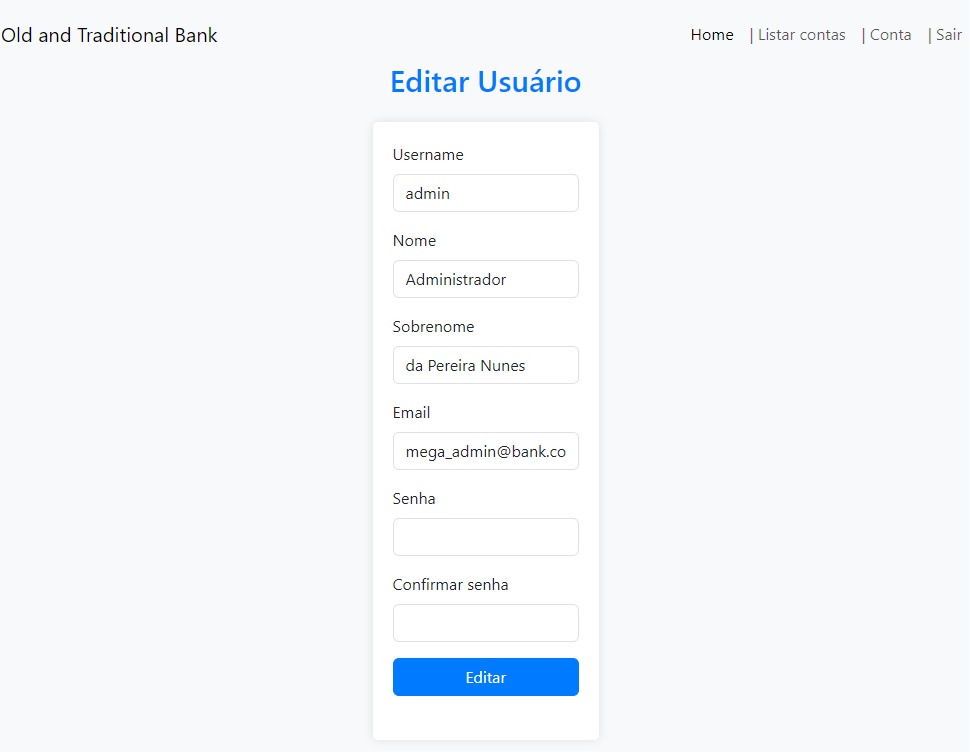 Old and Traditional Bank
Home | Listar contas | Conta | Sair
Editar Usuário
Username
admin
Nome
Administrador
Sobrenome
da Pereira Nunes
Email
mega_admin@bank.co
Senha
Confirmar senha
Editar